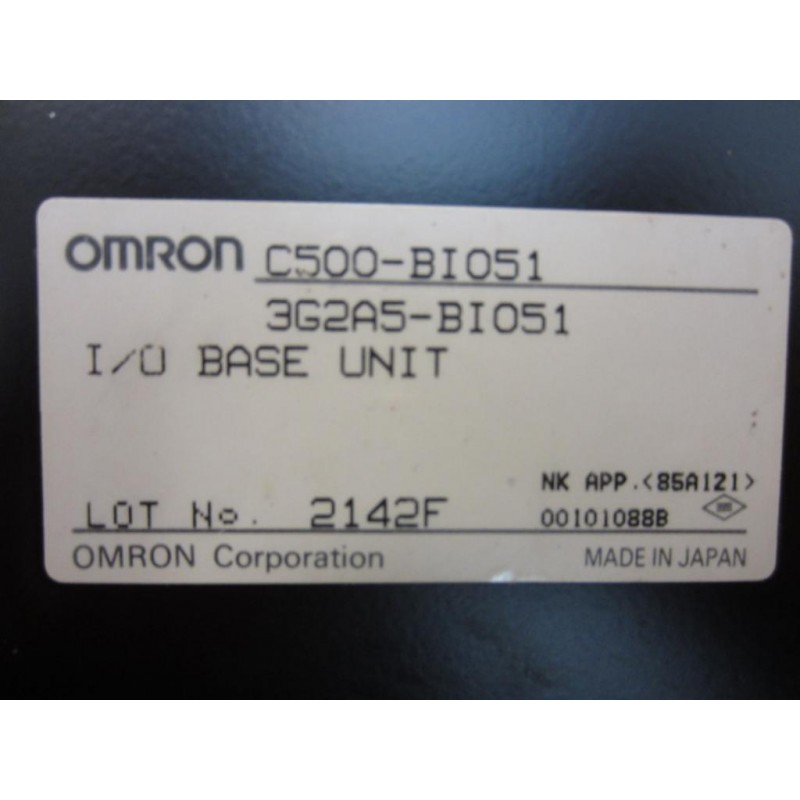 OMRON C500-BI051
3G2A5-BI051
I/O BASE UNIT
NK APP.<85A121>
LOT No. 2142F 00101088B
OMRON Corporation MADE IN JAPAN